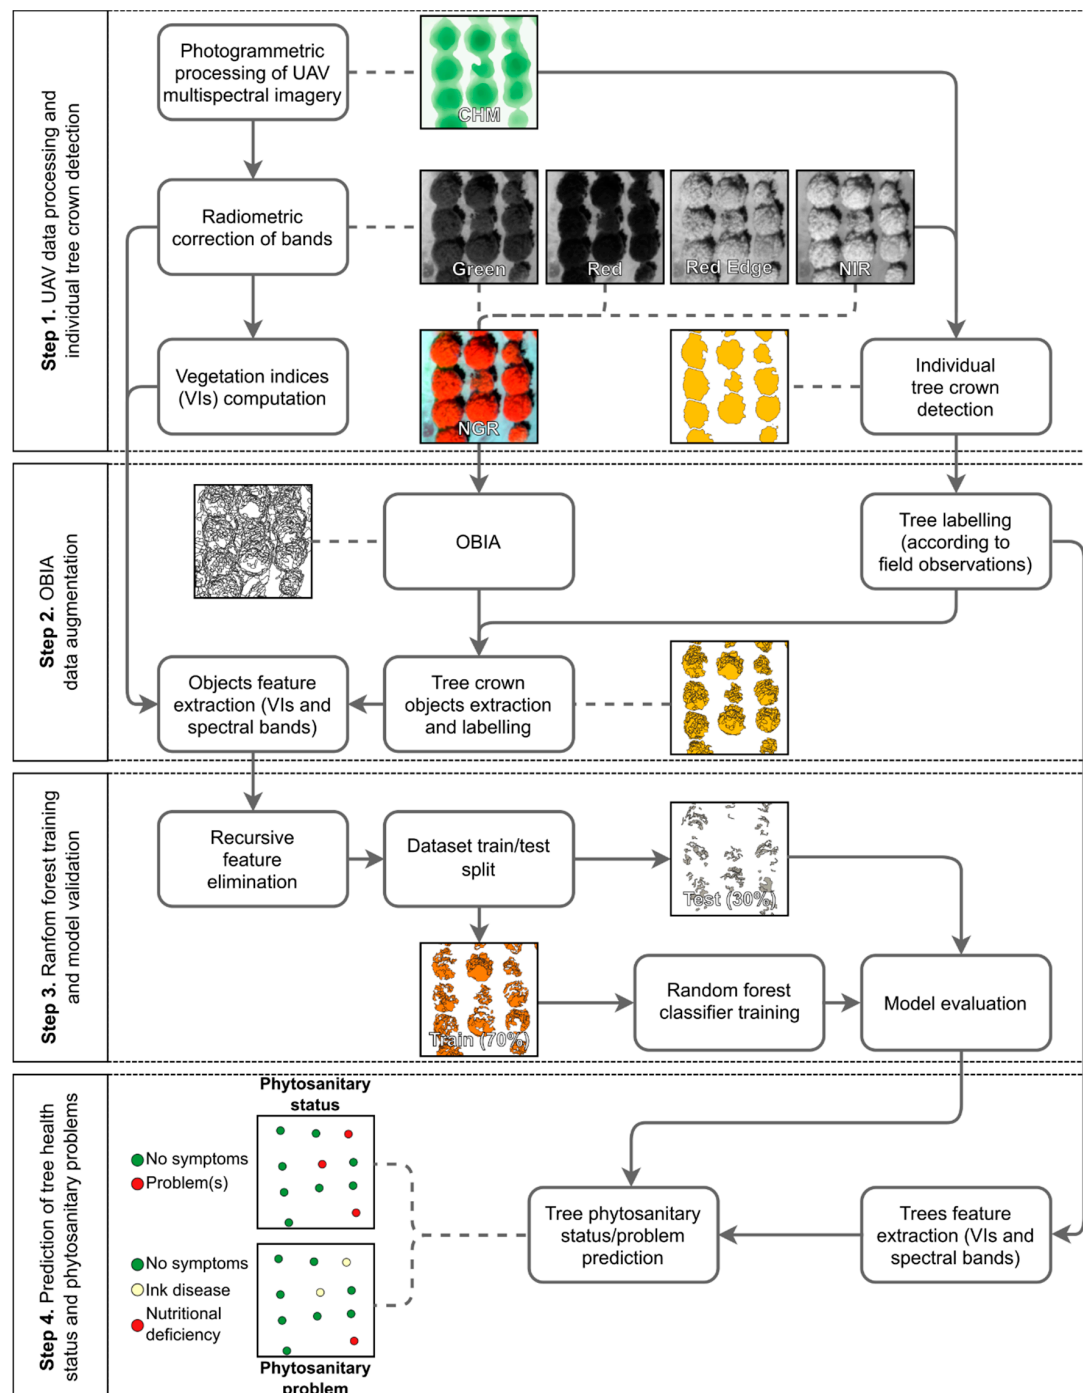 Step 1. UAV data processing and
individual tree crown detection
Photogrammetric
processing of UAV
multispectral imagery
CHM
Radiometric
correction of bands
Green
Red
Red Edge
NIR
Vegetation indices
(VIs) computation
NGR
Individual
tree crown
detection
Step 2. OBIA
data augmentation
OBIA
Tree labelling
(according to
field observations)
Objects feature
extraction (VIs and
spectral bands)
Tree crown
objects extraction
and labelling
Step 3. Ranfom forest training
and model validation
Recursive
feature
elimination
Dataset train/test
split
Test (30%)
Train (70%)
Random forest
classifier training
Model evaluation
Step 4. Prediction of tree health
status and phytosanitary problems
Phytosanitary
status
No symptoms
Problem(s)
No symptoms
Ink disease
Nutritional
deficiency
Phytosanitary
problem
Tree phytosanitary
status/problem
prediction
Trees feature
extraction (VIs and
spectral bands)